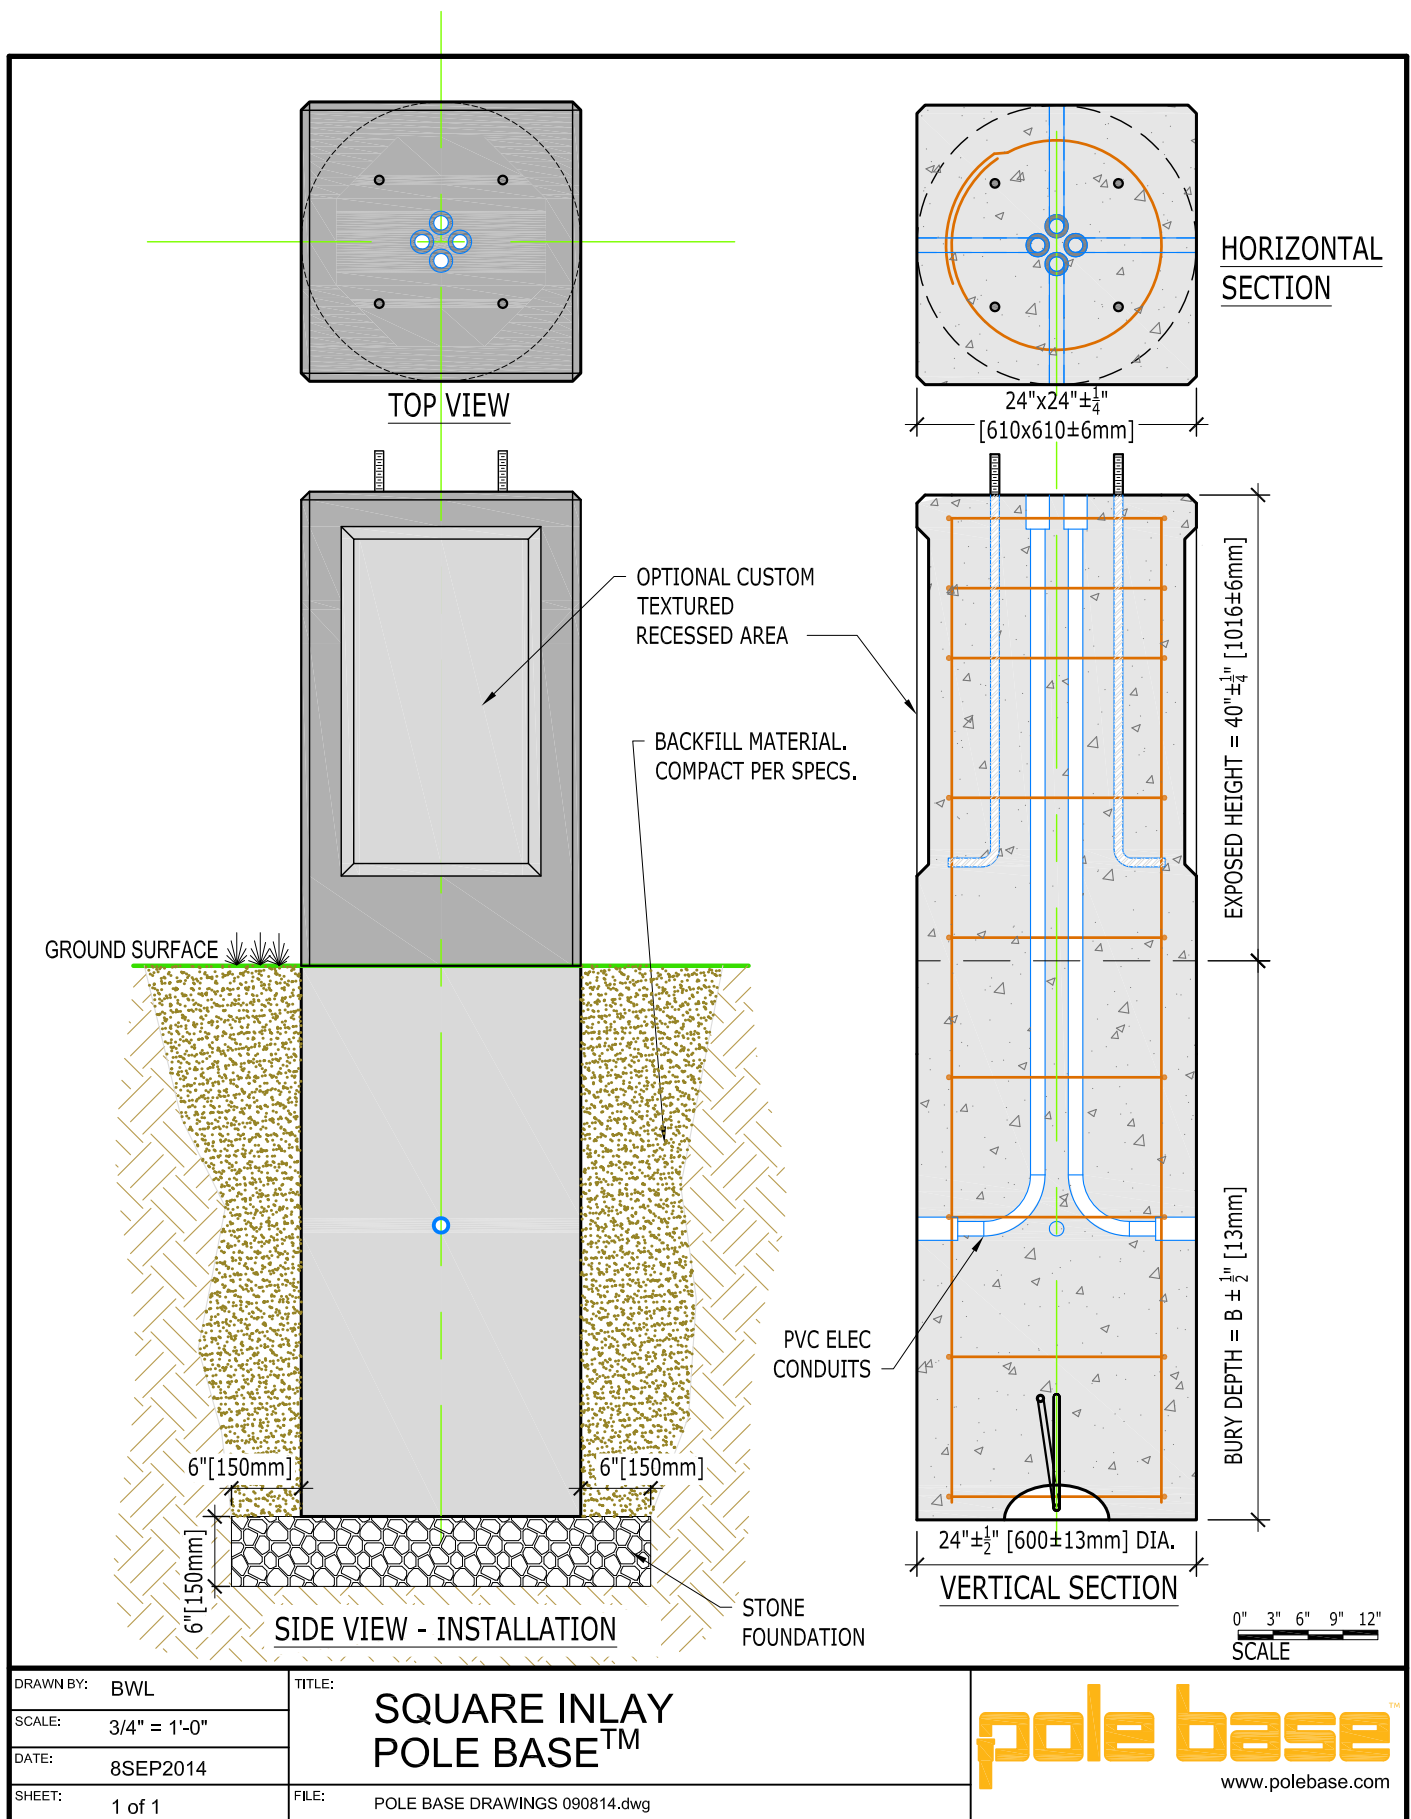 TOP VIEW
HORIZONTAL
SECTION
24"x24"±1/4"
[610x610±6mm]
OPTIONAL CUSTOM
TEXTURED
RECESSED AREA
EXPOSED HEIGHT = 40"±1/4" [1016±6mm]
BACKFILL MATERIAL.
COMPACT PER SPECS.
GROUND SURFACE
BURY DEPTH = B ± 1/2" [13mm]
PVC ELEC
CONDUITS
6"[150mm]
6"[150mm]
6"[150mm]
24"±1/2" [600±13mm] DIA.
VERTICAL SECTION
STONE
FOUNDATION
SIDE VIEW - INSTALLATION
0" 3" 6" 9" 12"
SCALE
DRAWN BY: BWL
SCALE: 3/4" = 1'-0"
DATE: 8SEP2014
SHEET: 1 of 1
TITLE:
SQUARE INLAY
POLE BASE™
FILE: POLE BASE DRAWINGS 090814.dwg
pole base™
www.polebase.com